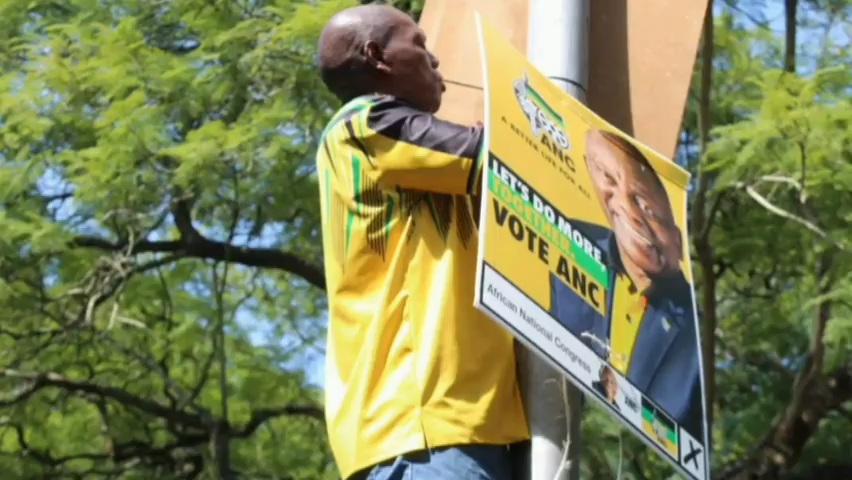 ANC
A BETTER LIFE FOR ALL
LET'S DO MORE
TOGETHER
VOTE ANC
African National Congress
ANC